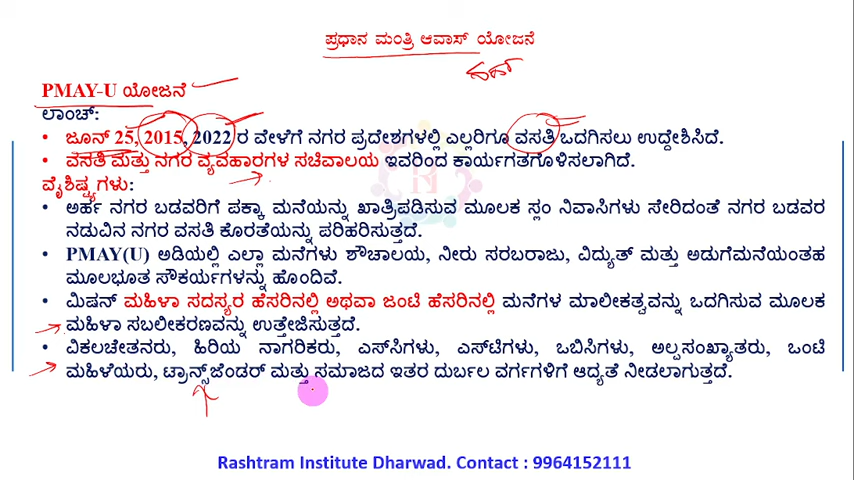 ಪ್ರಧಾನ ಮಂತ್ರಿ ಆವಾಸ್ ಯೋಜನೆ
PMAY-U ಯೋಜನೆ
ಲಾಂಚ್:
• ಜೂನ್ 25, 2015, 2022 ರ ವೇಳೆಗೆ ನಗರ ಪ್ರದೇಶಗಳಲ್ಲಿ ಎಲ್ಲರಿಗೂ ವಸತಿ ಒದಗಿಸಲು ಉದ್ದೇಶಿಸಿದೆ.
• ವಸತಿ ಮತ್ತು ನಗರ ವ್ಯವಹಾರಗಳ ಸಚಿವಾಲಯ ಇವರಿಂದ ಕಾರ್ಯಗತಗೊಳಿಸಲಾಗಿದೆ.
ವೈಶಿಷ್ಟ್ಯಗಳು:
• ಅರ್ಹ ನಗರ ಬಡವರಿಗೆ ಪಕ್ಕಾ ಮನೆಯನ್ನು ಖಾತ್ರಿಪಡಿಸುವ ಮೂಲಕ ಸ್ಲಂ ನಿವಾಸಿಗಳು ಸೇರಿದಂತೆ ನಗರ ಬಡವರ
ನಡುವಿನ ನಗರ ವಸತಿ ಕೊರತೆಯನ್ನು ಪರಿಹರಿಸುತ್ತದೆ.
• PMAY(U) ಅಡಿಯಲ್ಲಿ ಎಲ್ಲಾ ಮನೆಗಳು ಶೌಚಾಲಯ, ನೀರು ಸರಬರಾಜು, ವಿದ್ಯುತ್ ಮತ್ತು ಅಡುಗೆಮನೆಯಂತಹ
ಮೂಲಭೂತ ಸೌಕರ್ಯಗಳನ್ನು ಹೊಂದಿವೆ.
• ಮಿಷನ್ ಮಹಿಳಾ ಸದಸ್ಯರ ಹೆಸರಿನಲ್ಲಿ ಅಥವಾ ಜಂಟಿ ಹೆಸರಿನಲ್ಲಿ ಮನೆಗಳ ಮಾಲೀಕತ್ವವನ್ನು ಒದಗಿಸುವ ಮೂಲಕ
ಮಹಿಳಾ ಸಬಲೀಕರಣವನ್ನು ಉತ್ತೇಜಿಸುತ್ತದೆ.
• ವಿಕಲಚೇತನರು, ಹಿರಿಯ ನಾಗರಿಕರು, ಎಸ್‌ಸಿಗಳು, ಎಸ್‌ಟಿಗಳು, ಒಬಿಸಿಗಳು, ಅಲ್ಪಸಂಖ್ಯಾತರು, ಒಂಟಿ
ಮಹಿಳೆಯರು, ಟ್ರಾನ್ಸ್‌ಜೆಂಡರ್ ಮತ್ತು ಸಮಾಜದ ಇತರ ದುರ್ಬಲ ವರ್ಗಗಳಿಗೆ ಆದ್ಯತೆ ನೀಡಲಾಗುತ್ತದೆ.
Rashtram Institute Dharwad. Contact : 9964152111